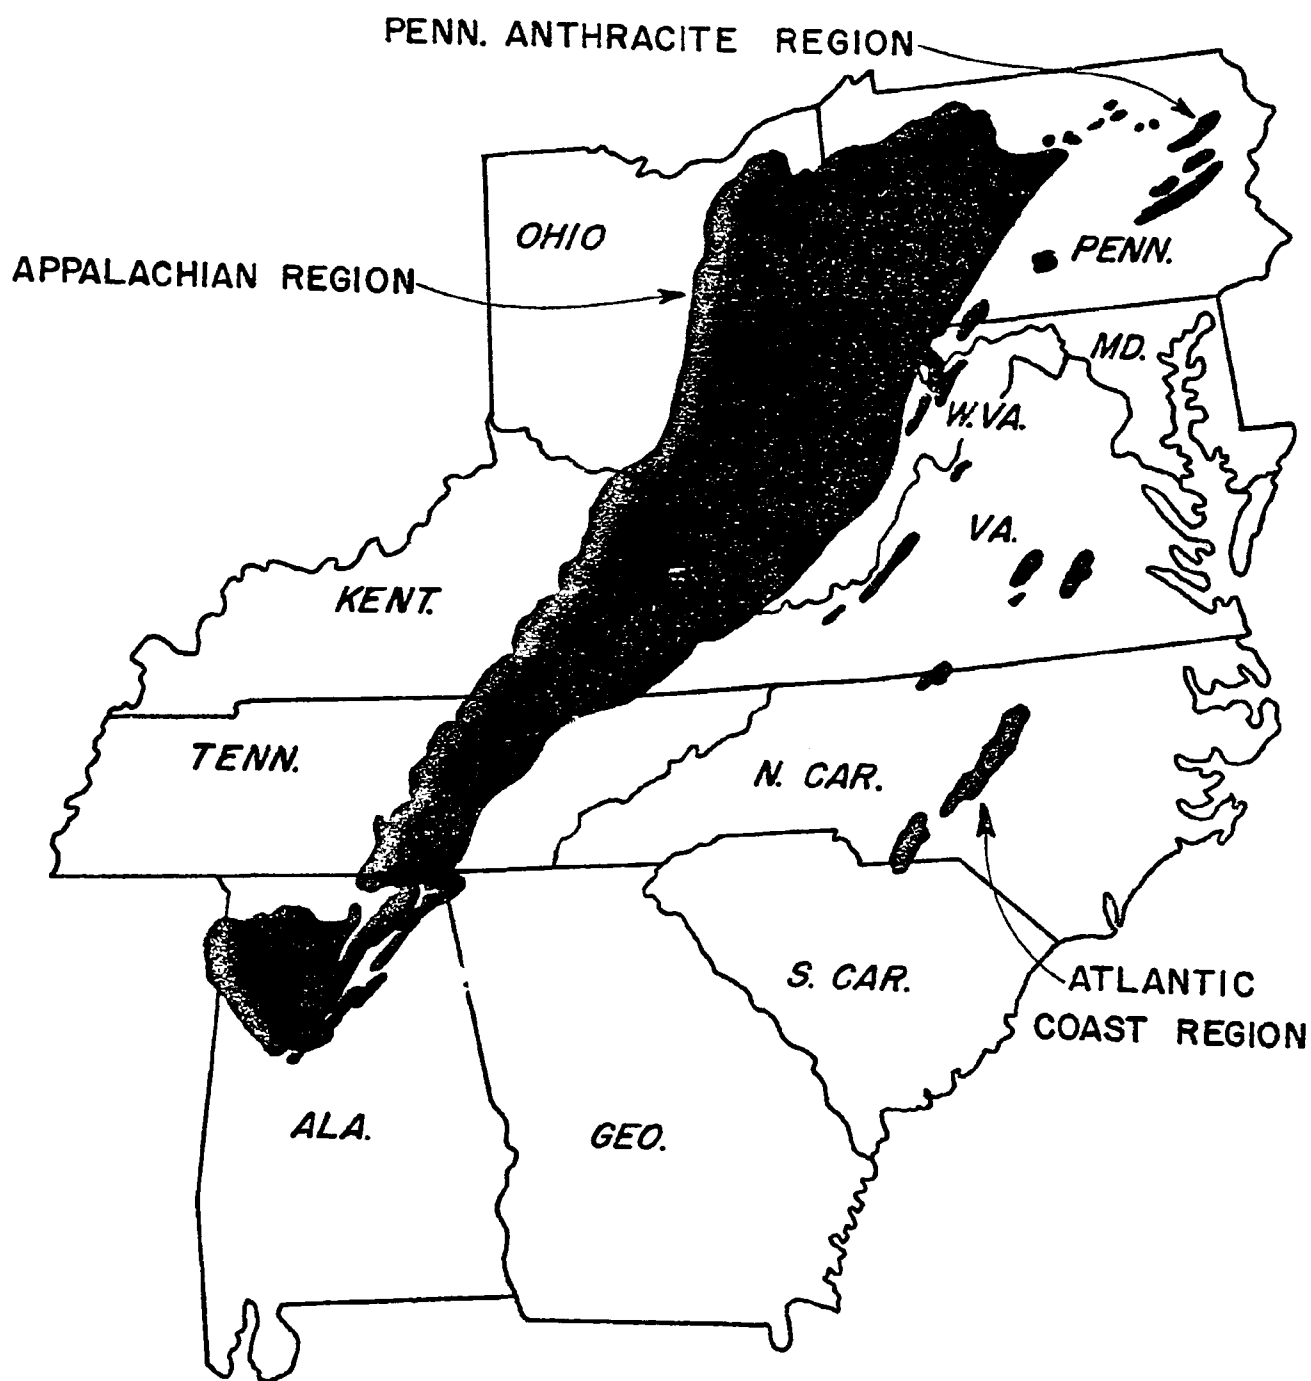 PENN. ANTHRACITE REGION
OHIO
APPALACHIAN REGION
PENN.
MD.
W.VA.
VA.
KENT.
TENN.
N. CAR.
S. CAR.
ATLANTIC
COAST REGION
ALA.
GEO.